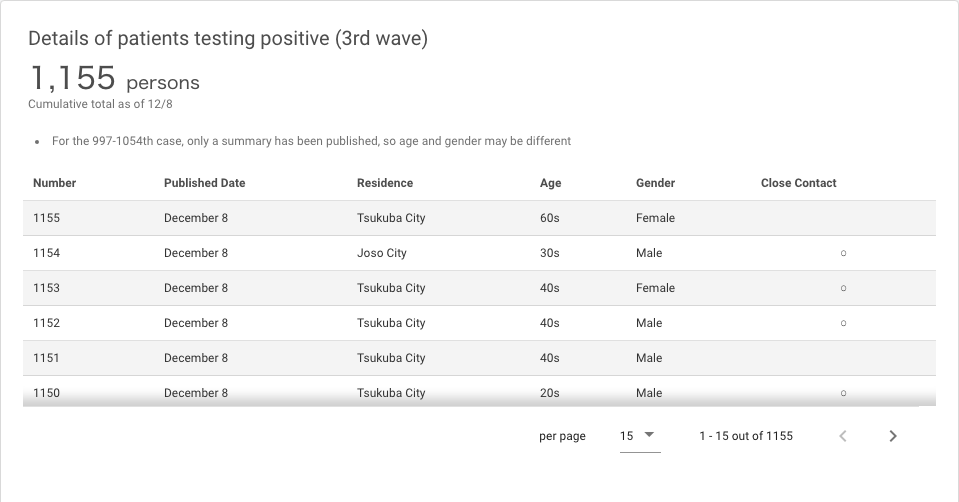 Details of patients testing positive (3rd wave)
1,155 persons
Cumulative total as of 12/8
• For the 997-1054th case, only a summary has been published, so age and gender may be different
Number Published Date Residence Age Gender Close Contact
1155 December 8 Tsukuba City 60s Female
1154 December 8 Joso City 30s Male ○
1153 December 8 Tsukuba City 40s Female ○
1152 December 8 Tsukuba City 40s Male ○
1151 December 8 Tsukuba City 40s Male
1150 December 8 Tsukuba City 20s Male ○
per page 15 1 - 15 out of 1155